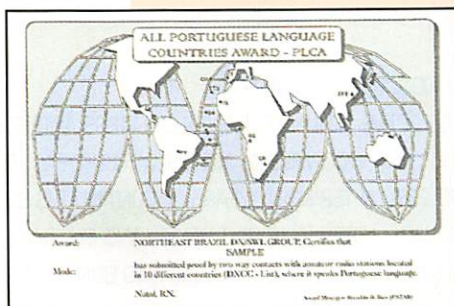 ALL PORTUGUESE LANGUAGE
COUNTRIES AWARD - PLCA
Award: NORTHEAST BRAZIL DX/SWL GROUP, Certifies that
SAMPLE
Mode: has submitted proof by two way contacts with amateur radio stations located
in 10 different countries (DXCC - List), where it speaks Portuguese language.
Natal, RN.
Award Manager